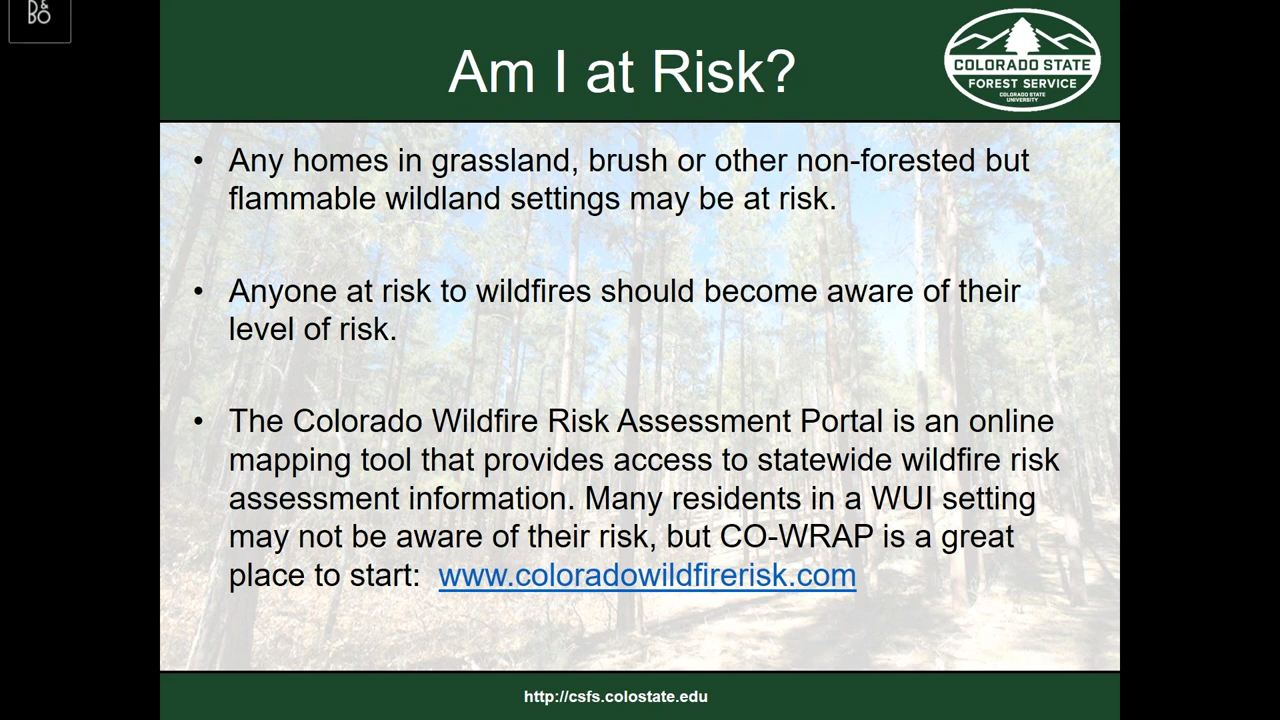 D&
BO
Am I at Risk?
COLORADO STATE
FOREST SERVICE
COLORADO STATE
UNIVERSITY
• Any homes in grassland, brush or other non-forested but
flammable wildland settings may be at risk.
• Anyone at risk to wildfires should become aware of their
level of risk.
• The Colorado Wildfire Risk Assessment Portal is an online
mapping tool that provides access to statewide wildfire risk
assessment information. Many residents in a WUI setting
may not be aware of their risk, but CO-WRAP is a great
place to start: www.coloradowildfirerisk.com
http://csfs.colostate.edu